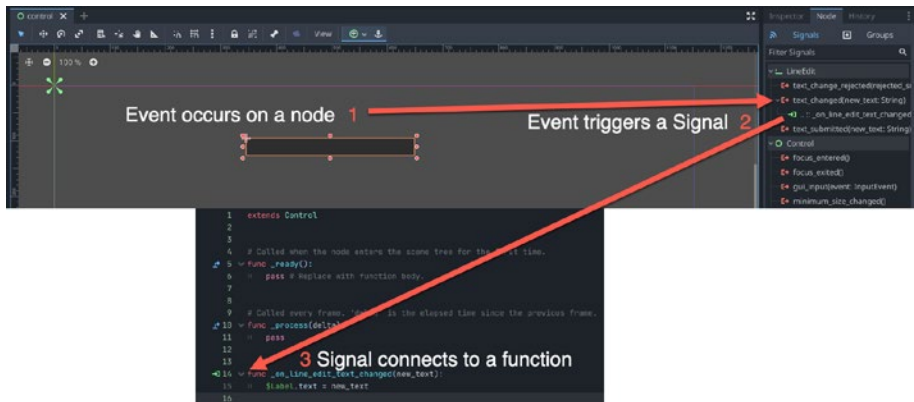 control
Inspector Node History
View
Signals Groups
Filter Signals
100 %
LineEdit
text_change_rejected(rejected_su
Event occurs on a node 1
text_changed(new_text: String)
Event triggers a Signal 2
.. :: _on_line_edit_text_changed
text_submitted(new_text: String)
Control
focus_entered()
focus_exited()
gui_input(event: InputEvent)
minimum_size_changed()
1 extends Control
2
3
4 # Called when the node enters the scene tree for the first time.
5 func _ready():
6 pass # Replace with function body.
7
8
9 # Called every frame. 'delta' is the elapsed time since the previous frame.
10 func _process(delta):
11 pass
12
13
3 Signal connects to a function
14 func _on_line_edit_text_changed(new_text):
15 $Label.text = new_text
16